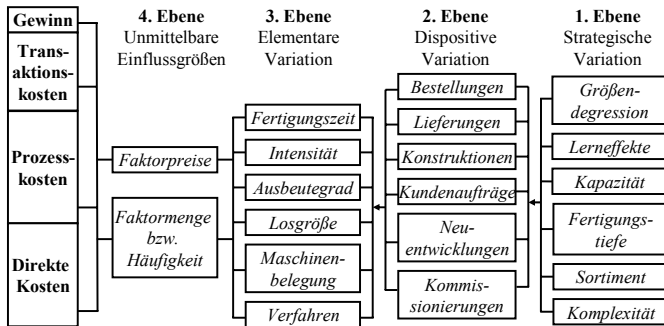 Gewinn
Trans-
aktions-
kosten
Prozess-
kosten
Direkte
Kosten
4. Ebene
Unmittelbare
Einflussgrößen
Faktorpreise
Faktormenge
bzw.
Häufigkeit
3. Ebene
Elementare
Variation
Fertigungszeit
Intensität
Ausbeutegrad
Losgröße
Maschinen-
belegung
Verfahren
2. Ebene
Dispositive
Variation
Bestellungen
Lieferungen
Konstruktionen
Kundenaufträge
Neu-
entwicklungen
Kommis-
sionierungen
1. Ebene
Strategische
Variation
Größen-
degression
Lerneffekte
Kapazität
Fertigungs-
tiefe
Sortiment
Komplexität